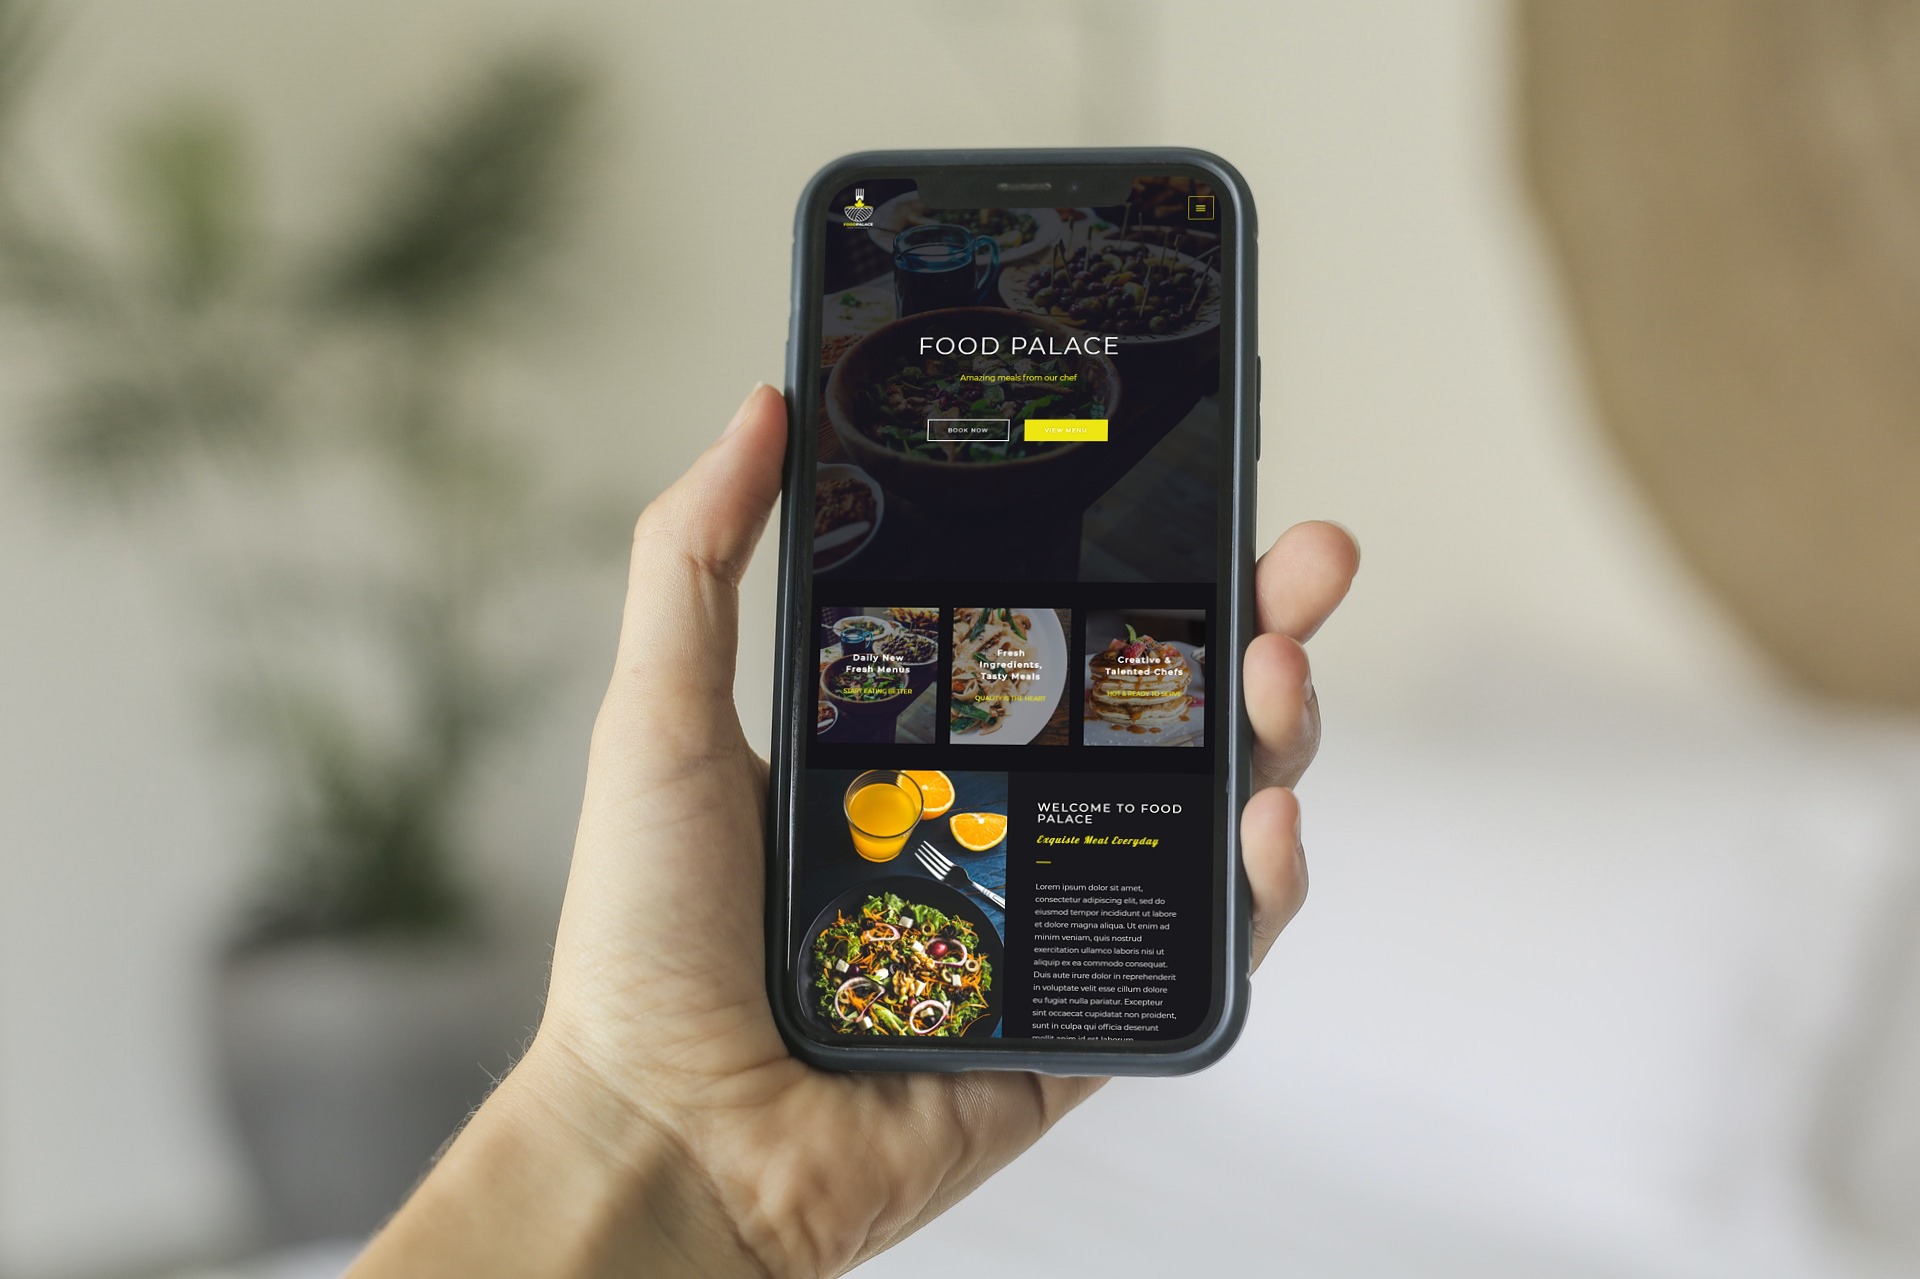 FOODPALACE
FOOD PALACE
Amazing meals from our chef
BOOK NOW
VIEW MENU
Daily New
Fresh Menus
START EATING BETTER
Fresh
Ingredients,
Tasty Meals
QUALITY IS THE HEART
Creative &
Talented Chefs
HOT & READY TO SERVE
WELCOME TO FOOD
PALACE
Exquiste Meal Everyday
Lorem ipsum dolor sit amet,
consectetur adipiscing elit, sed do
eiusmod tempor incididunt ut labore
et dolore magna aliqua. Ut enim ad
minim veniam, quis nostrud
exercitation ullamco laboris nisi ut
aliquip ex ea commodo consequat.
Duis aute irure dolor in reprehenderit
in voluptate velit esse cillum dolore
eu fugiat nulla pariatur. Excepteur
sint occaecat cupidatat non proident,
sunt in culpa qui officia deserunt
mollit anim id est laborum